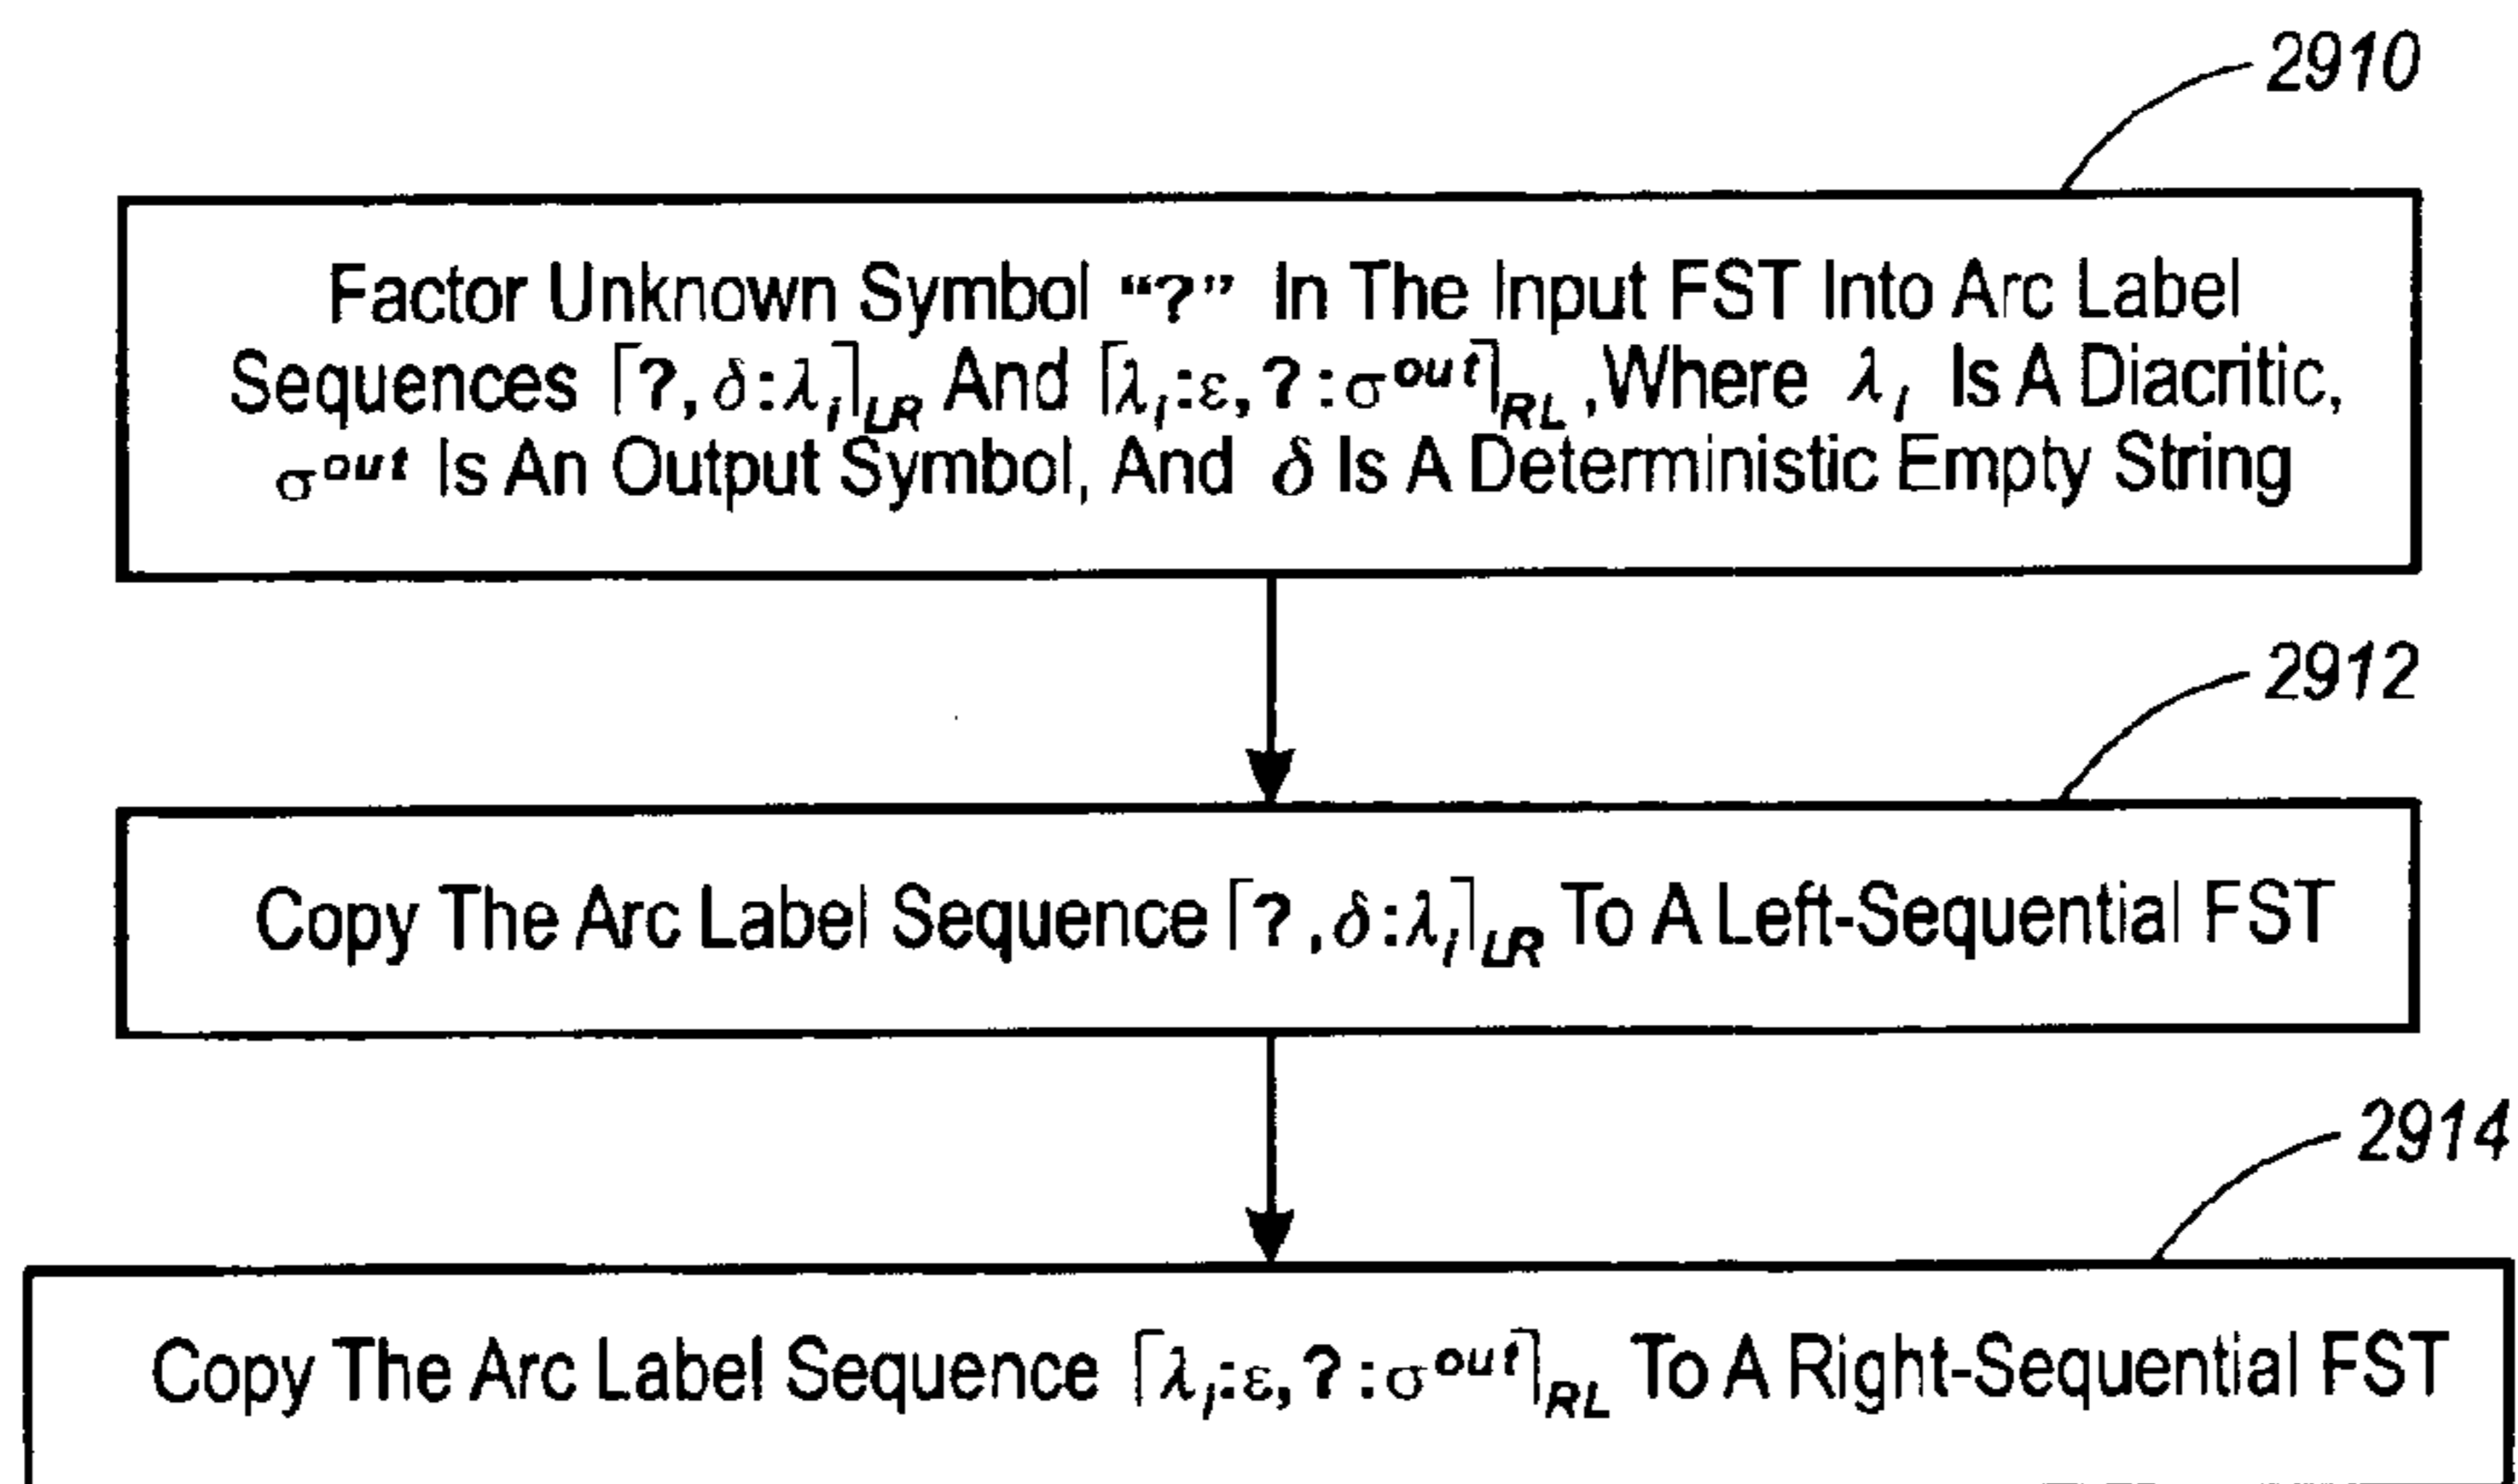 2910
Factor Unknown Symbol “?” In The Input FST Into Arc Label
Sequences ⌈?, δ:λᵢ⌉LR And ⌈λᵢ:ε, ?:σᵒᵘᵗ⌉RL, Where λᵢ Is A Diacritic,
σᵒᵘᵗ Is An Output Symbol, And δ Is A Deterministic Empty String
2912
Copy The Arc Label Sequence ⌈?, δ:λᵢ⌉LR To A Left-Sequential FST
2914
Copy The Arc Label Sequence ⌈λᵢ:ε, ?:σᵒᵘᵗ⌉RL To A Right-Sequential FST